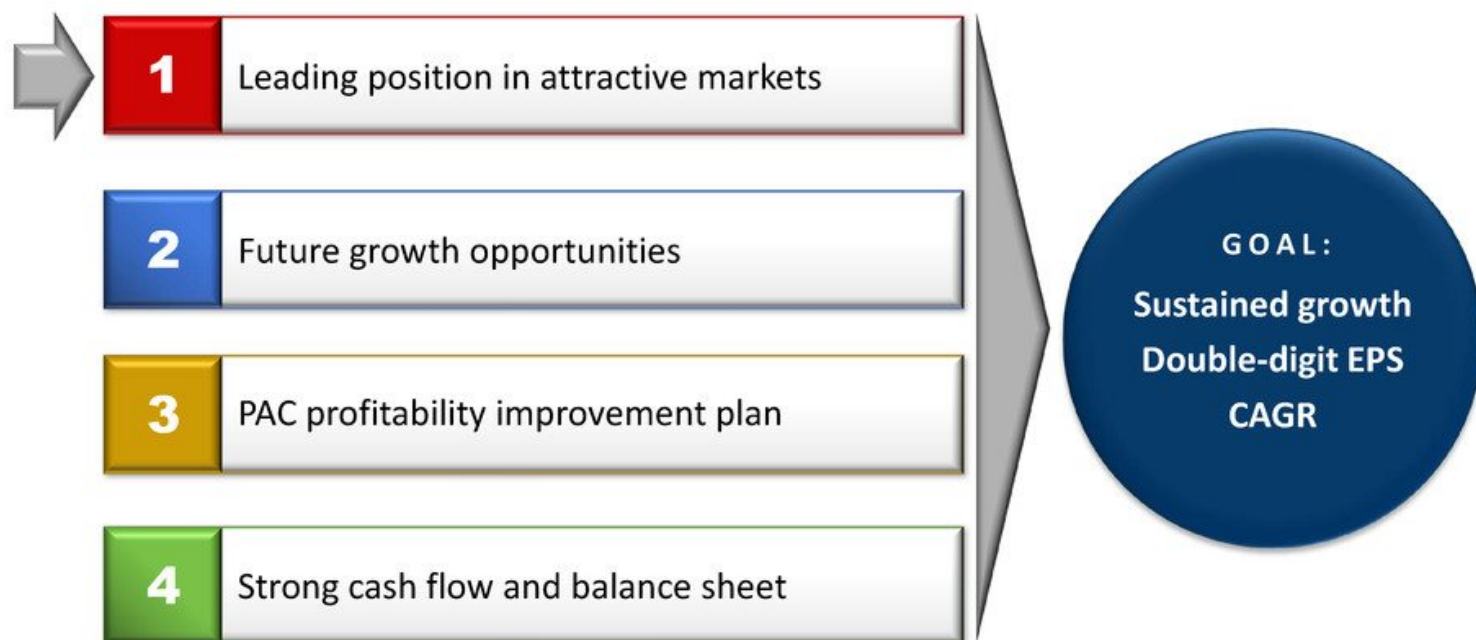 1 Leading position in attractive markets
2 Future growth opportunities
3 PAC profitability improvement plan
4 Strong cash flow and balance sheet
GOAL:
Sustained growth
Double-digit EPS
CAGR